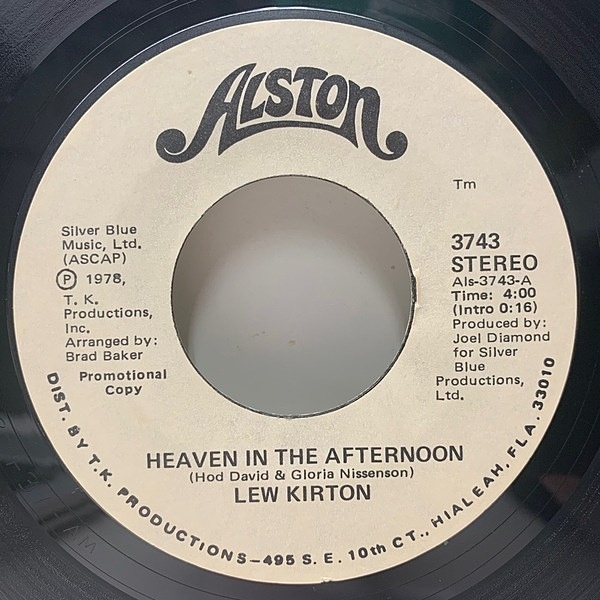 ALSTON
Tm
Silver Blue
Music, Ltd.
(ASCAP)
Ⓟ 1978,
T. K.
Productions,
Inc.
Arranged by:
Brad Baker
Promotional
Copy
3743
STEREO
Als-3743-A
Time: 4:00
(Intro 0:16)
Produced by:
Joel Diamond
for Silver
Blue
Productions,
Ltd.
HEAVEN IN THE AFTERNOON
(Hod David & Gloria Nissenson)
LEW KIRTON
DIST. BY T.K. PRODUCTIONS—495 S. E. 10th CT., HIALEAH, FLA. 33010